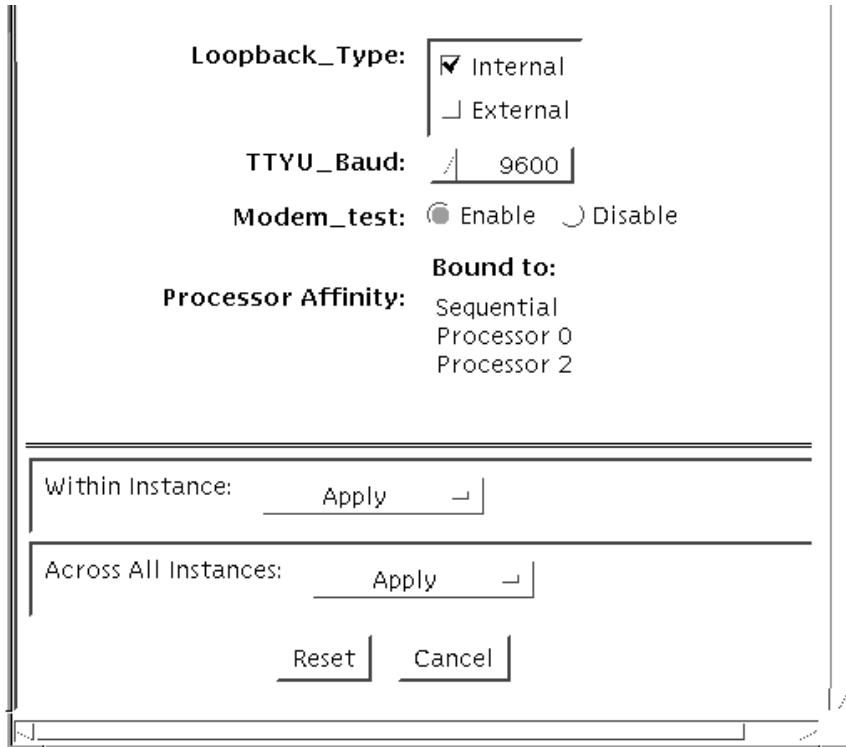 Loopback_Type:
Internal
External
TTYU_Baud: 9600
Modem_test: Enable Disable
Processor Affinity:
Bound to:
Sequential
Processor 0
Processor 2
Within Instance: Apply
Across All Instances: Apply
Reset Cancel